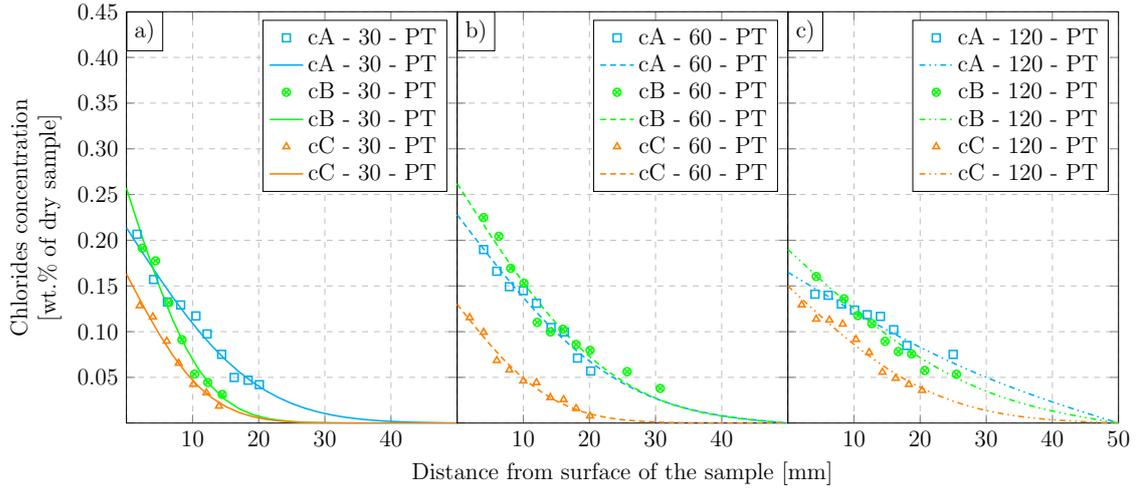 0.45
0.40
0.35
0.30
0.25
0.20
0.15
0.10
0.05
Chlorides concentration
[wt.% of dry sample]
a)
cA - 30 - PT
cA - 30 - PT
cB - 30 - PT
cB - 30 - PT
cC - 30 - PT
cC - 30 - PT
10 20 30 40
b)
cA - 60 - PT
cA - 60 - PT
cB - 60 - PT
cB - 60 - PT
cC - 60 - PT
cC - 60 - PT
10 20 30 40
c)
cA - 120 - PT
cA - 120 - PT
cB - 120 - PT
cB - 120 - PT
cC - 120 - PT
cC - 120 - PT
10 20 30 40 50
Distance from surface of the sample [mm]